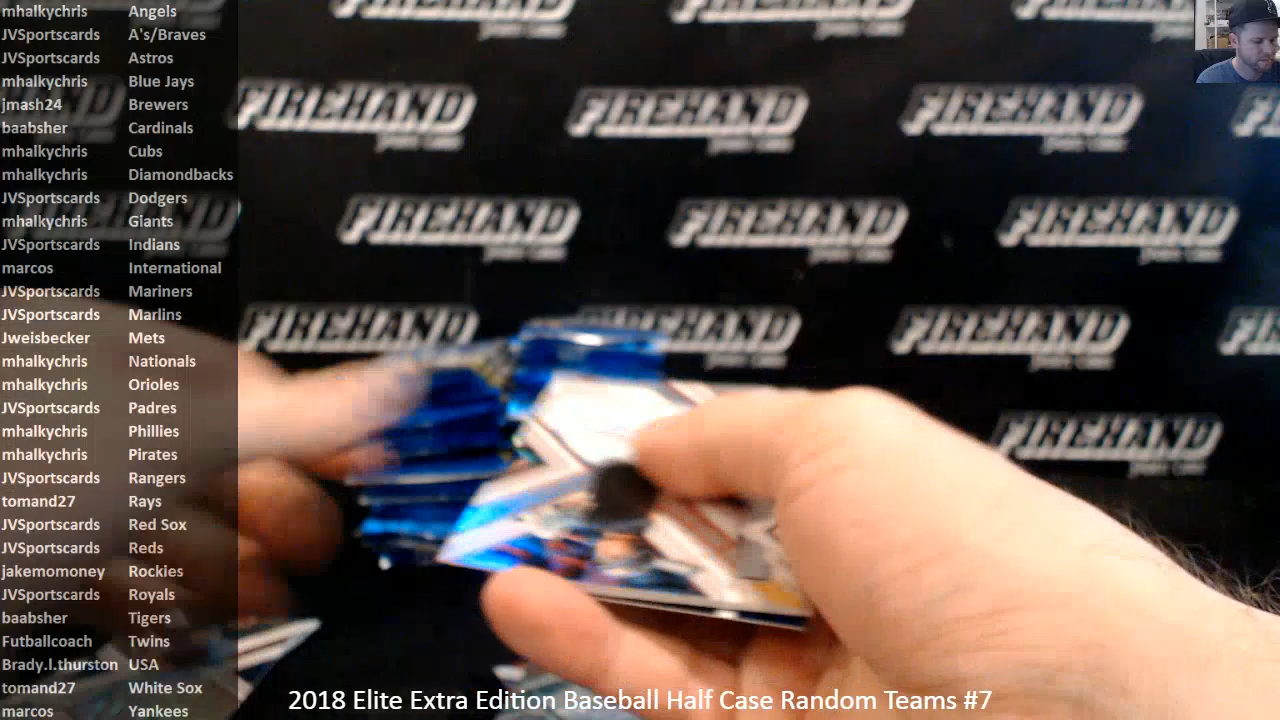 mhalkychris Angels
JVSportscards A's/Braves
JVSportscards Astros
mhalkychris Blue Jays
jmash24 Brewers
baabsher Cardinals
mhalkychris Cubs
mhalkychris Diamondbacks
JVSportscards Dodgers
mhalkychris Giants
JVSportscards Indians
marcos International
JVSportscards Mariners
JVSportscards Marlins
Jweisbecker Mets
mhalkychris Nationals
mhalkychris Orioles
JVSportscards Padres
mhalkychris Phillies
mhalkychris Pirates
JVSportscards Rangers
tomand27 Rays
JVSportscards Red Sox
JVSportscards Reds
jakemomoney Rockies
JVSportscards Royals
baabsher Tigers
Futballcoach Twins
Brady.l.thurston USA
tomand27 White Sox
marcos Yankees
FIREHAND FIREHAND FIREHAND
FIREHAND FIREHAND FIREHAND
FIREHAND FIREHAND FIREHAND
FIREHAND
2018 Elite Extra Edition Baseball Half Case Random Teams #7